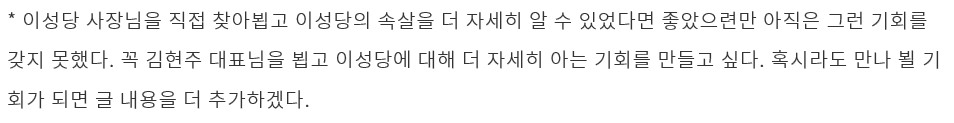 * 이성당 사장님을 직접 찾아뵙고 이성당의 속살을 더 자세히 알 수 있었다면 좋았으련만 아직은 그런 기회를
갖지 못했다. 꼭 김현주 대표님을 뵙고 이성당에 대해 더 자세히 아는 기회를 만들고 싶다. 혹시라도 만나 뵐 기
회가 되면 글 내용을 더 추가하겠다.